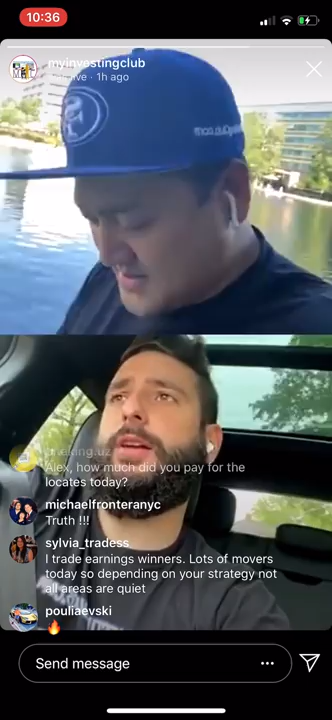 10:36
myinvestingclub
1h ago
Alex, how much did you pay for the
locates today?
michaelfronteranyc
Truth !!!
sylvia_tradess
I trade earnings winners. Lots of movers
today so depending on your strategy not
all areas are quiet
pouliaevski
Send message